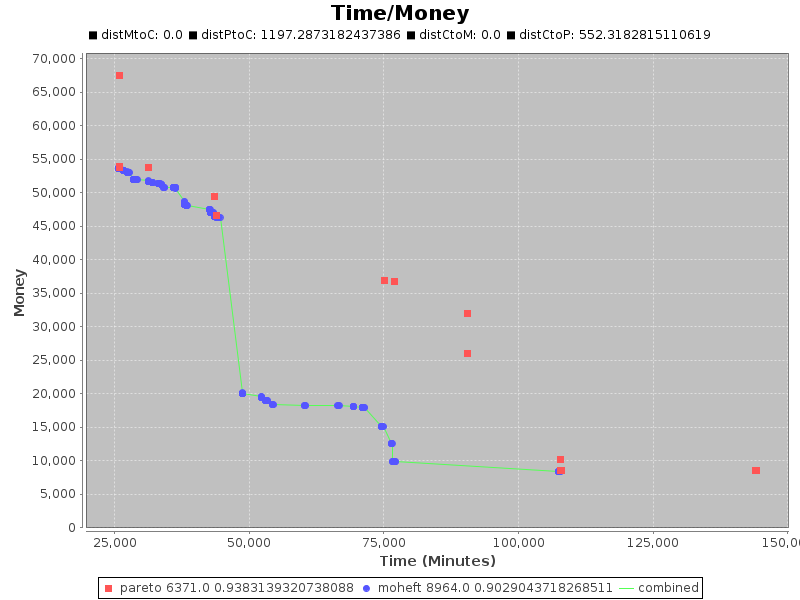 Time/Money
distMtoC: 0.0 distPtoC: 1197.2873182437386 distCtoM: 0.0 distCtoP: 552.3182815110619
70,000
65,000
60,000
55,000
50,000
45,000
40,000
35,000
30,000
25,000
20,000
15,000
10,000
5,000
0
Money
25,000 50,000 75,000 100,000 125,000 150,0
Time (Minutes)
pareto 6371.0 0.9383139320738088 moheft 8964.0 0.9029043718268511 combined